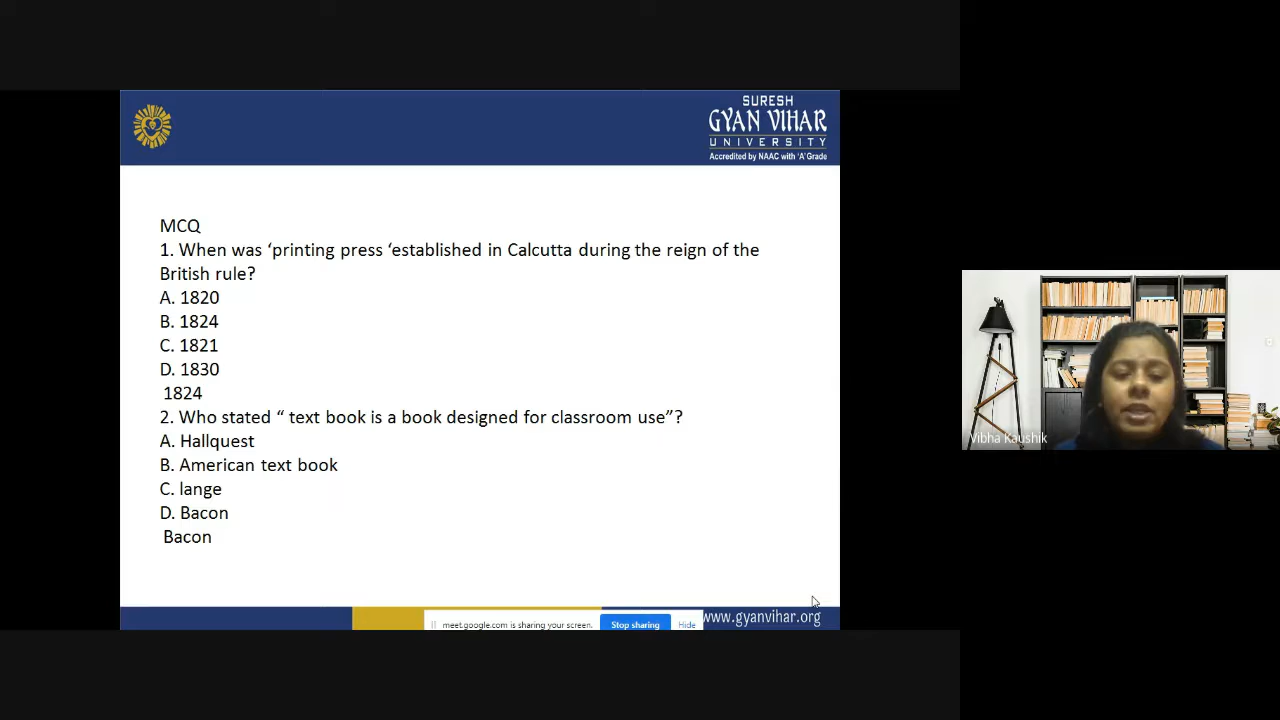 SURESH
GYAN VIHAR
UNIVERSITY
Accredited by NAAC with 'A' Grade
MCQ
1. When was ‘printing press ‘established in Calcutta during the reign of the
British rule?
A. 1820
B. 1824
C. 1821
D. 1830
1824
2. Who stated “ text book is a book designed for classroom use”?
A. Hallquest
B. American text book
C. lange
D. Bacon
Bacon
Vibha Kaushik
www.gyanvihar.org
meet.google.com is sharing your screen. Stop sharing Hide